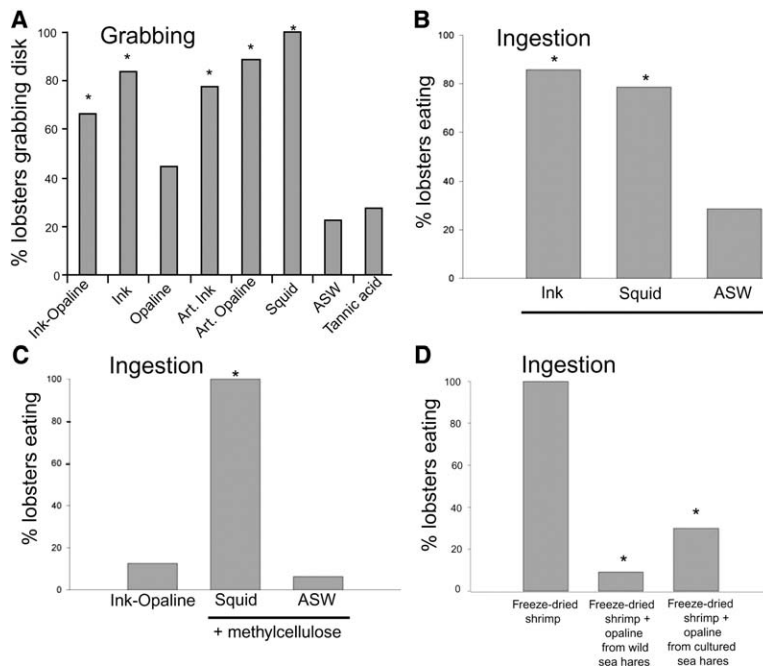 A
Grabbing
% lobsters grabbing disk
100
80
60
40
20
0
*
*
*
*
*
Ink-Opaline
Ink
Opaline
Art. Ink
Art. Opaline
Squid
ASW
Tannic acid
B
Ingestion
% lobsters eating
100
80
60
40
20
0
*
*
Ink
Squid
ASW
C
Ingestion
% lobsters eating
100
80
60
40
20
0
*
Ink-Opaline
Squid
ASW
+ methylcellulose
D
Ingestion
% lobsters eating
100
80
60
40
20
0
*
*
Freeze-dried
shrimp
Freeze-dried
shrimp +
opaline
from wild
sea hares
Freeze-dried
shrimp +
opaline
from cultured
sea hares